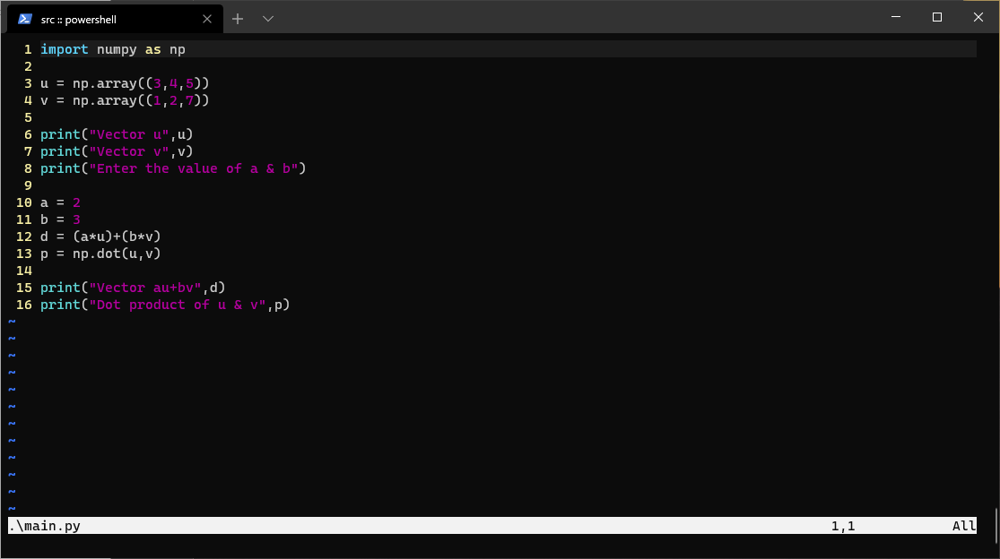 src :: powershell
1 import numpy as np
2
3 u = np.array((3,4,5))
4 v = np.array((1,2,7))
5
6 print("Vector u",u)
7 print("Vector v",v)
8 print("Enter the value of a & b")
9
10 a = 2
11 b = 3
12 d = (a*u)+(b*v)
13 p = np.dot(u,v)
14
15 print("Vector au+bv",d)
16 print("Dot product of u & v",p)
~
~
~
~
~
~
~
~
~
~
~
~
.\main.py 1,1 All